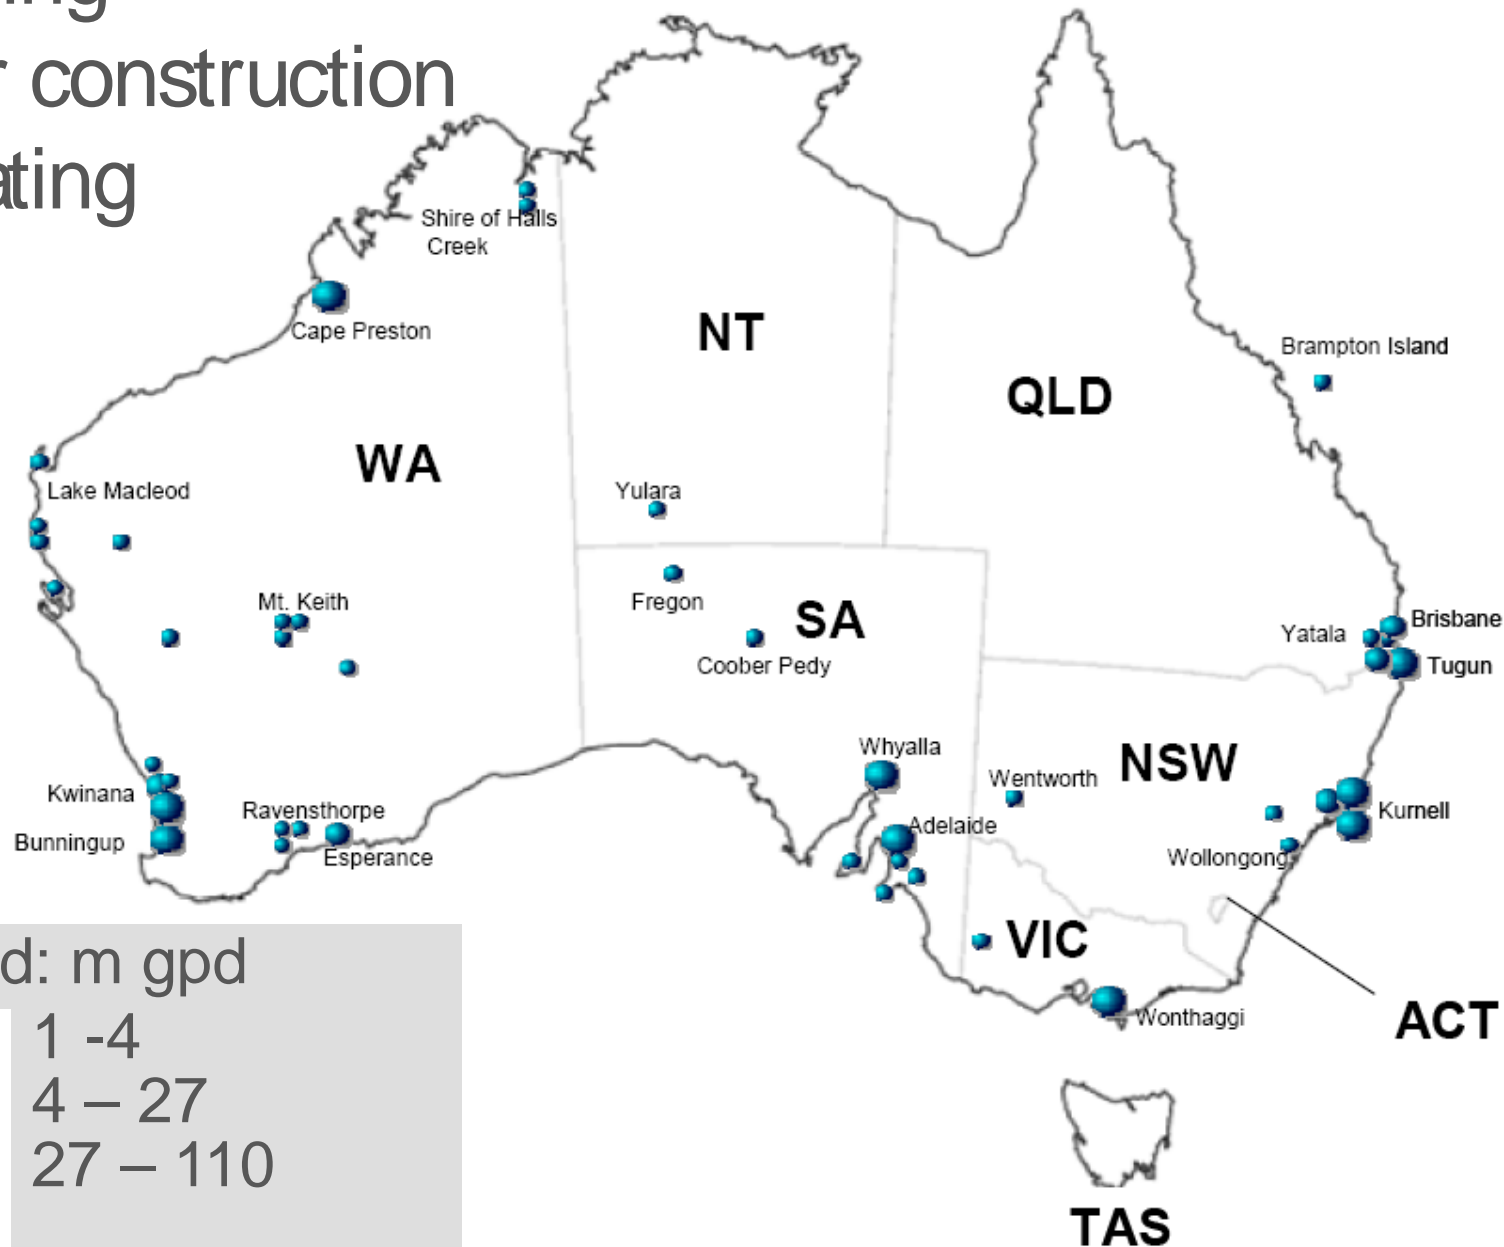 construction
Shire of Halls
Creek
Cape Preston
NT
Brampton Island
QLD
WA
Lake Macleod
Yulara
Mt. Keith
Fregon
SA
Coober Pedy
Brisbane
Yatala
Tugun
Whyalla
Wentworth
NSW
Kwinana
Ravensthorpe
Adelaide
Kurnell
Bunningup
Esperance
Wollongong
VIC
d: m gpd
Wonthaggi
ACT
1 -4
4 – 27
27 – 110
TAS